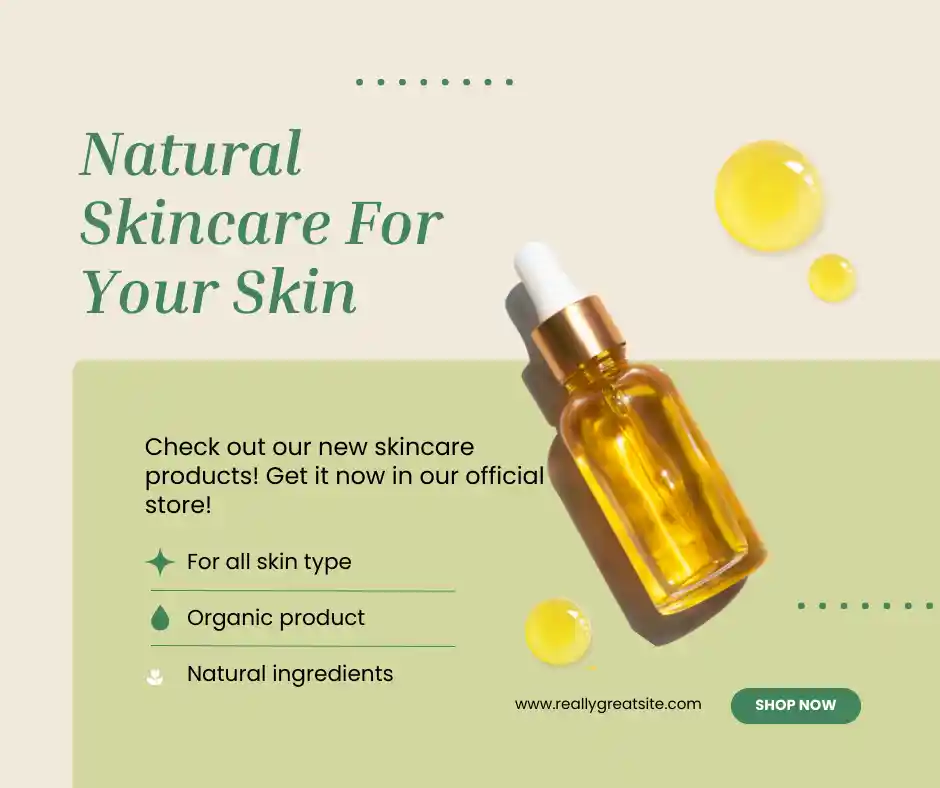 Natural
Skincare For
Your Skin
Check out our new skincare
products! Get it now in our official
store!
For all skin type
Organic product
Natural ingredients
www.reallygreatsite.com
SHOP NOW